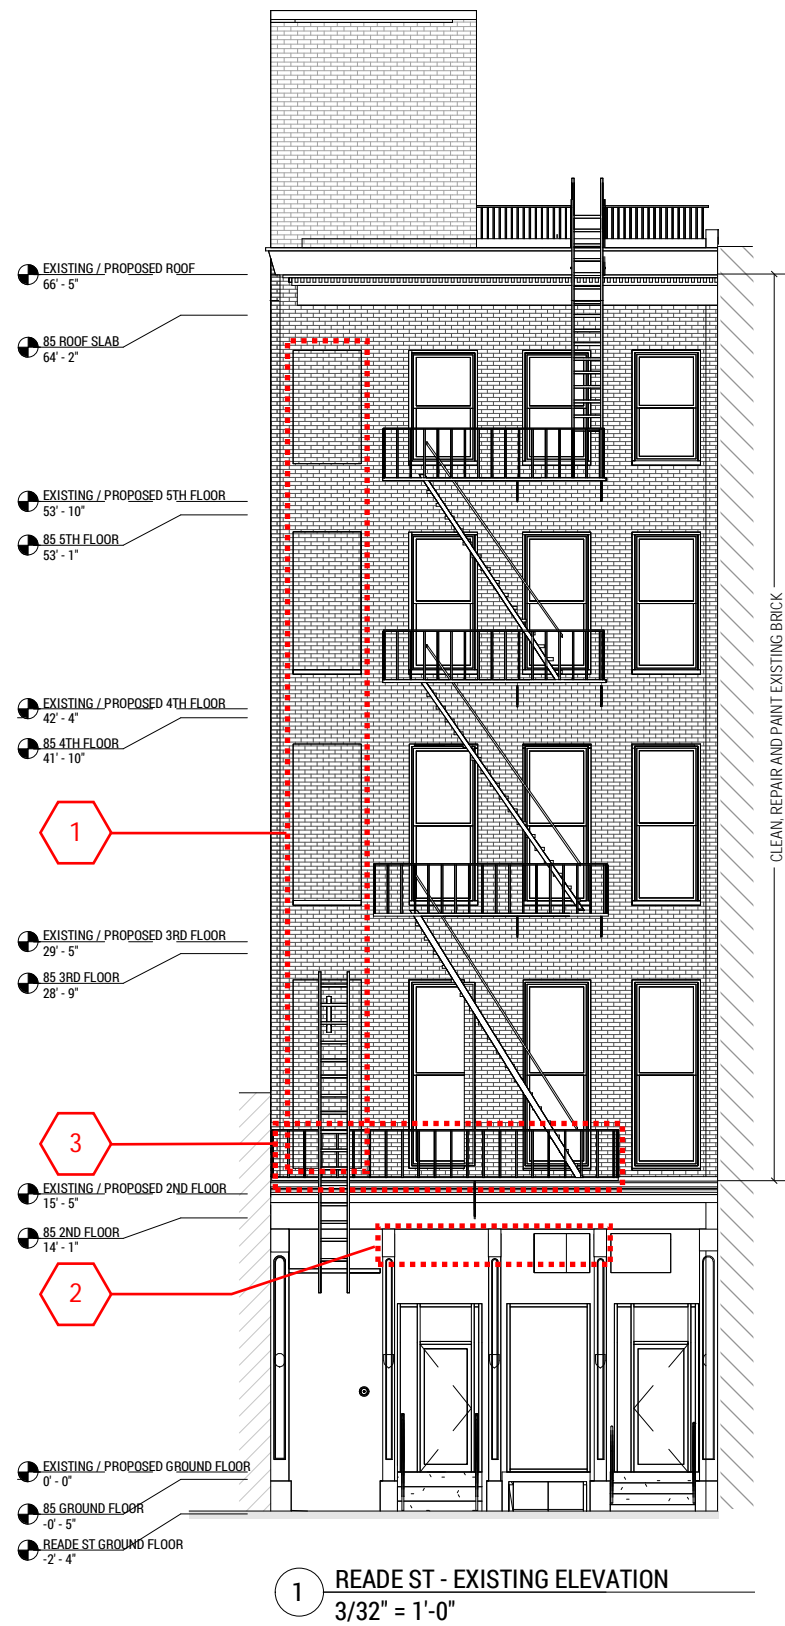 EXISTING / PROPOSED ROOF
66' - 5"
85 ROOF SLAB
64' - 2"
EXISTING / PROPOSED 5TH FLOOR
53' - 10"
85 5TH FLOOR
53' - 1"
EXISTING / PROPOSED 4TH FLOOR
42' - 4"
85 4TH FLOOR
41' - 10"
CLEAN, REPAIR AND PAINT EXISTING BRICK
1
EXISTING / PROPOSED 3RD FLOOR
29' - 5"
85 3RD FLOOR
28' - 9"
3
EXISTING / PROPOSED 2ND FLOOR
15' - 5"
85 2ND FLOOR
14' - 1"
2
EXISTING / PROPOSED GROUND FLOOR
0' - 0"
85 GROUND FLOOR
-0' - 5"
READE ST GROUND FLOOR
-2' - 4"
1
READE ST - EXISTING ELEVATION
3/32" = 1'-0"